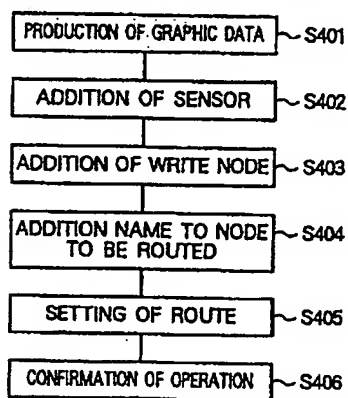 PRODUCTION OF GRAPHIC DATA ~ S401
ADDITION OF SENSOR ~ S402
ADDITION OF WRITE NODE ~ S403
ADDITION NAME TO NODE
TO BE ROUTED ~ S404
SETTING OF ROUTE ~ S405
CONFIRMATION OF OPERATION ~ S406